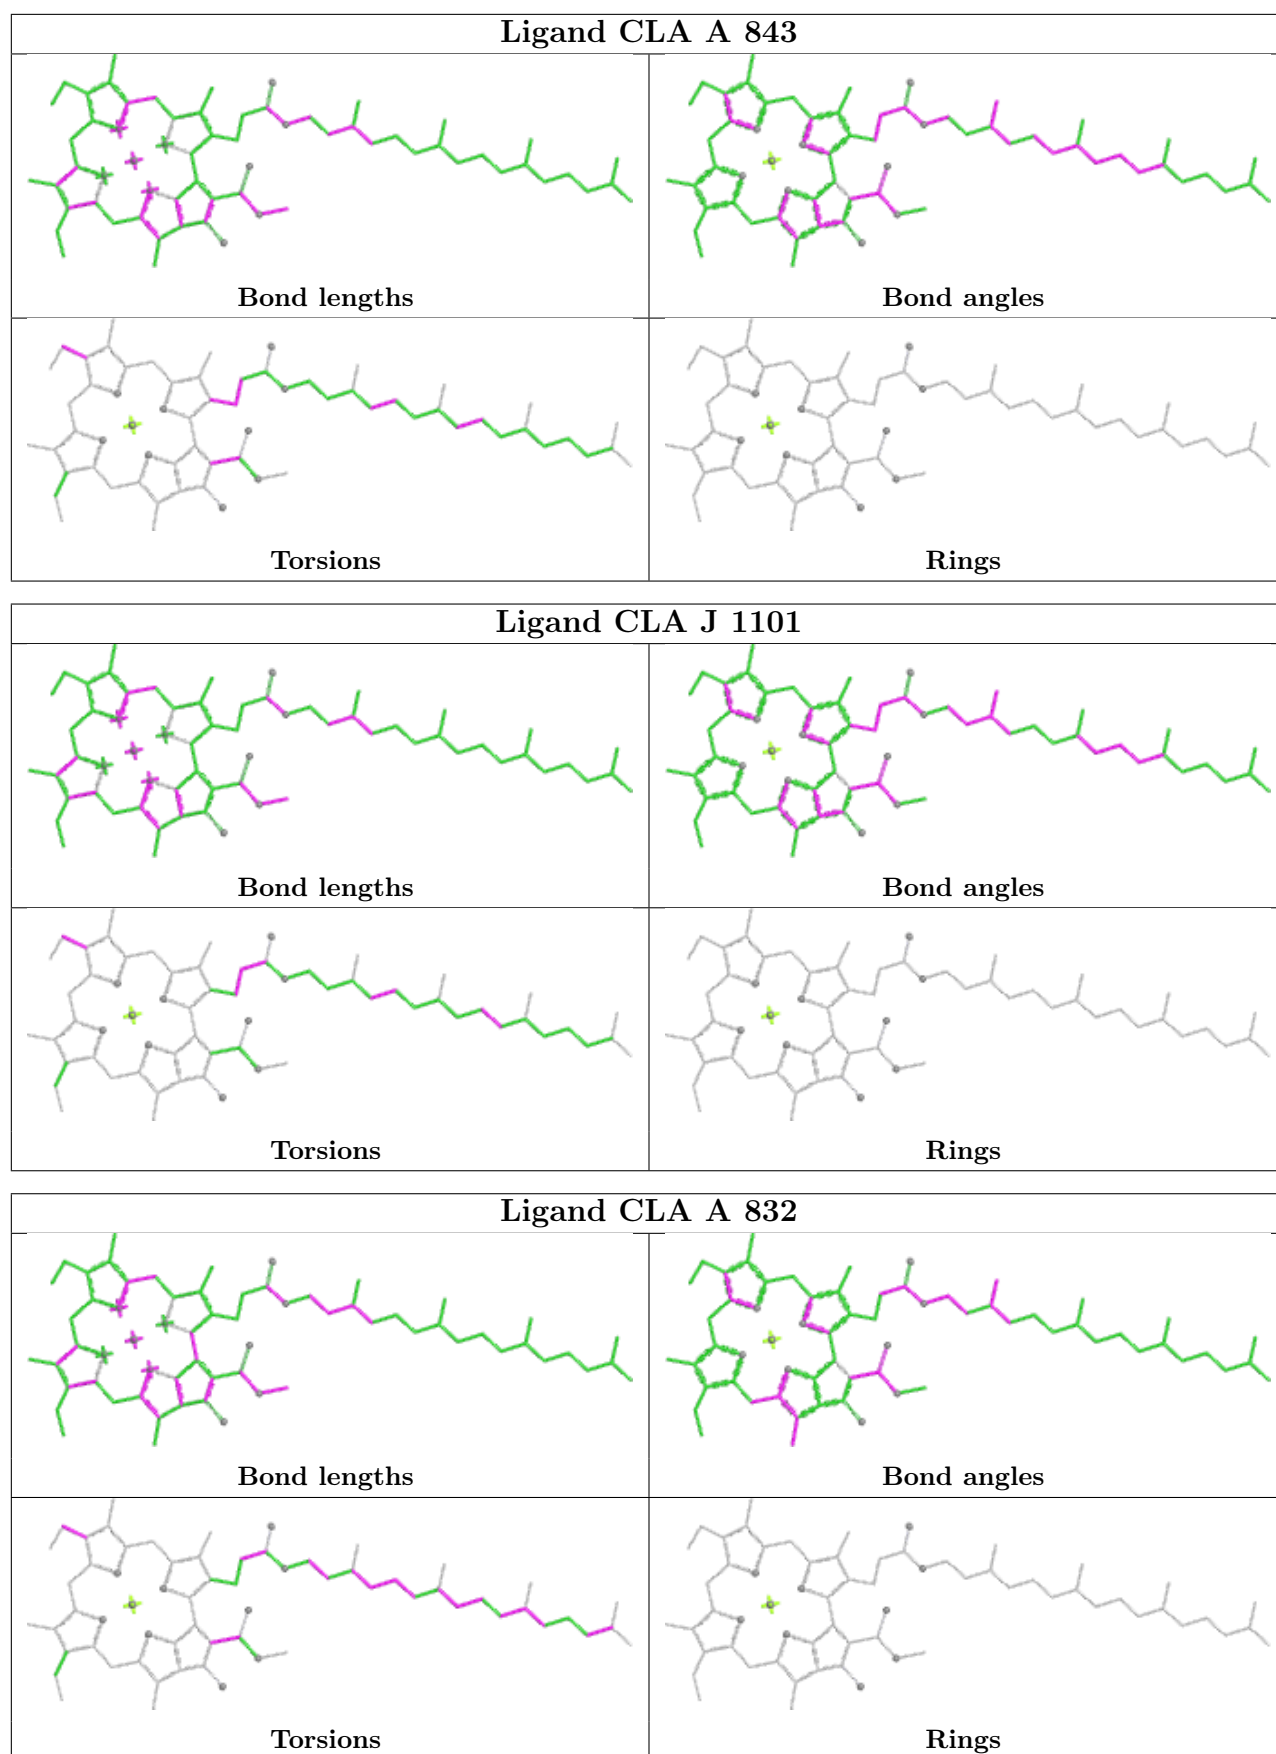 Ligand CLA A 843
Bond lengths
Bond angles
Torsions
Rings
Ligand CLA J 1101
Bond lengths
Bond angles
Torsions
Rings
Ligand CLA A 832
Bond lengths
Bond angles
Torsions
Rings